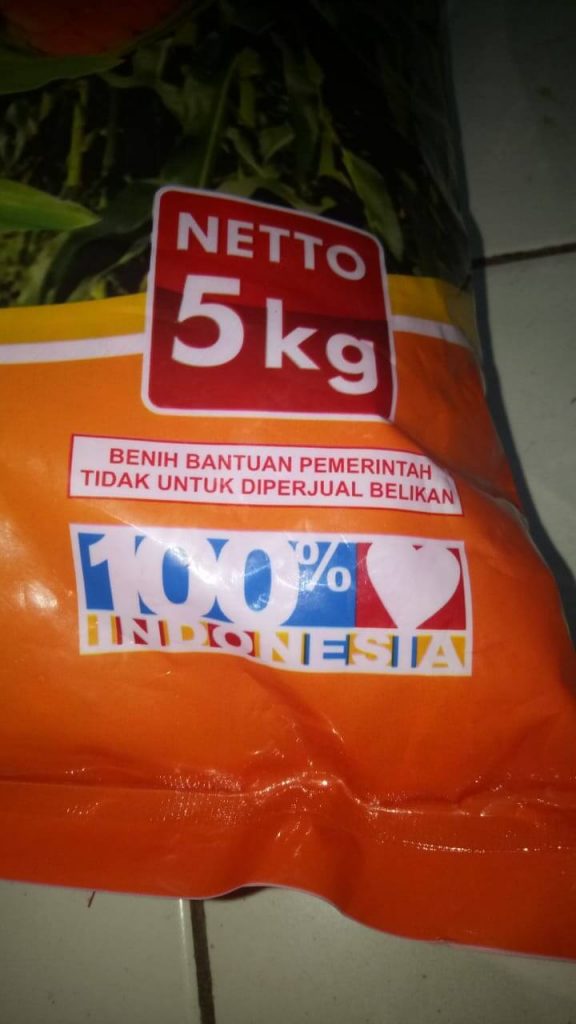 NETTO
5 kg
BENIH BANTUAN PEMERINTAH
TIDAK UNTUK DIPERJUAL BELIKAN
100%
INDONESIA